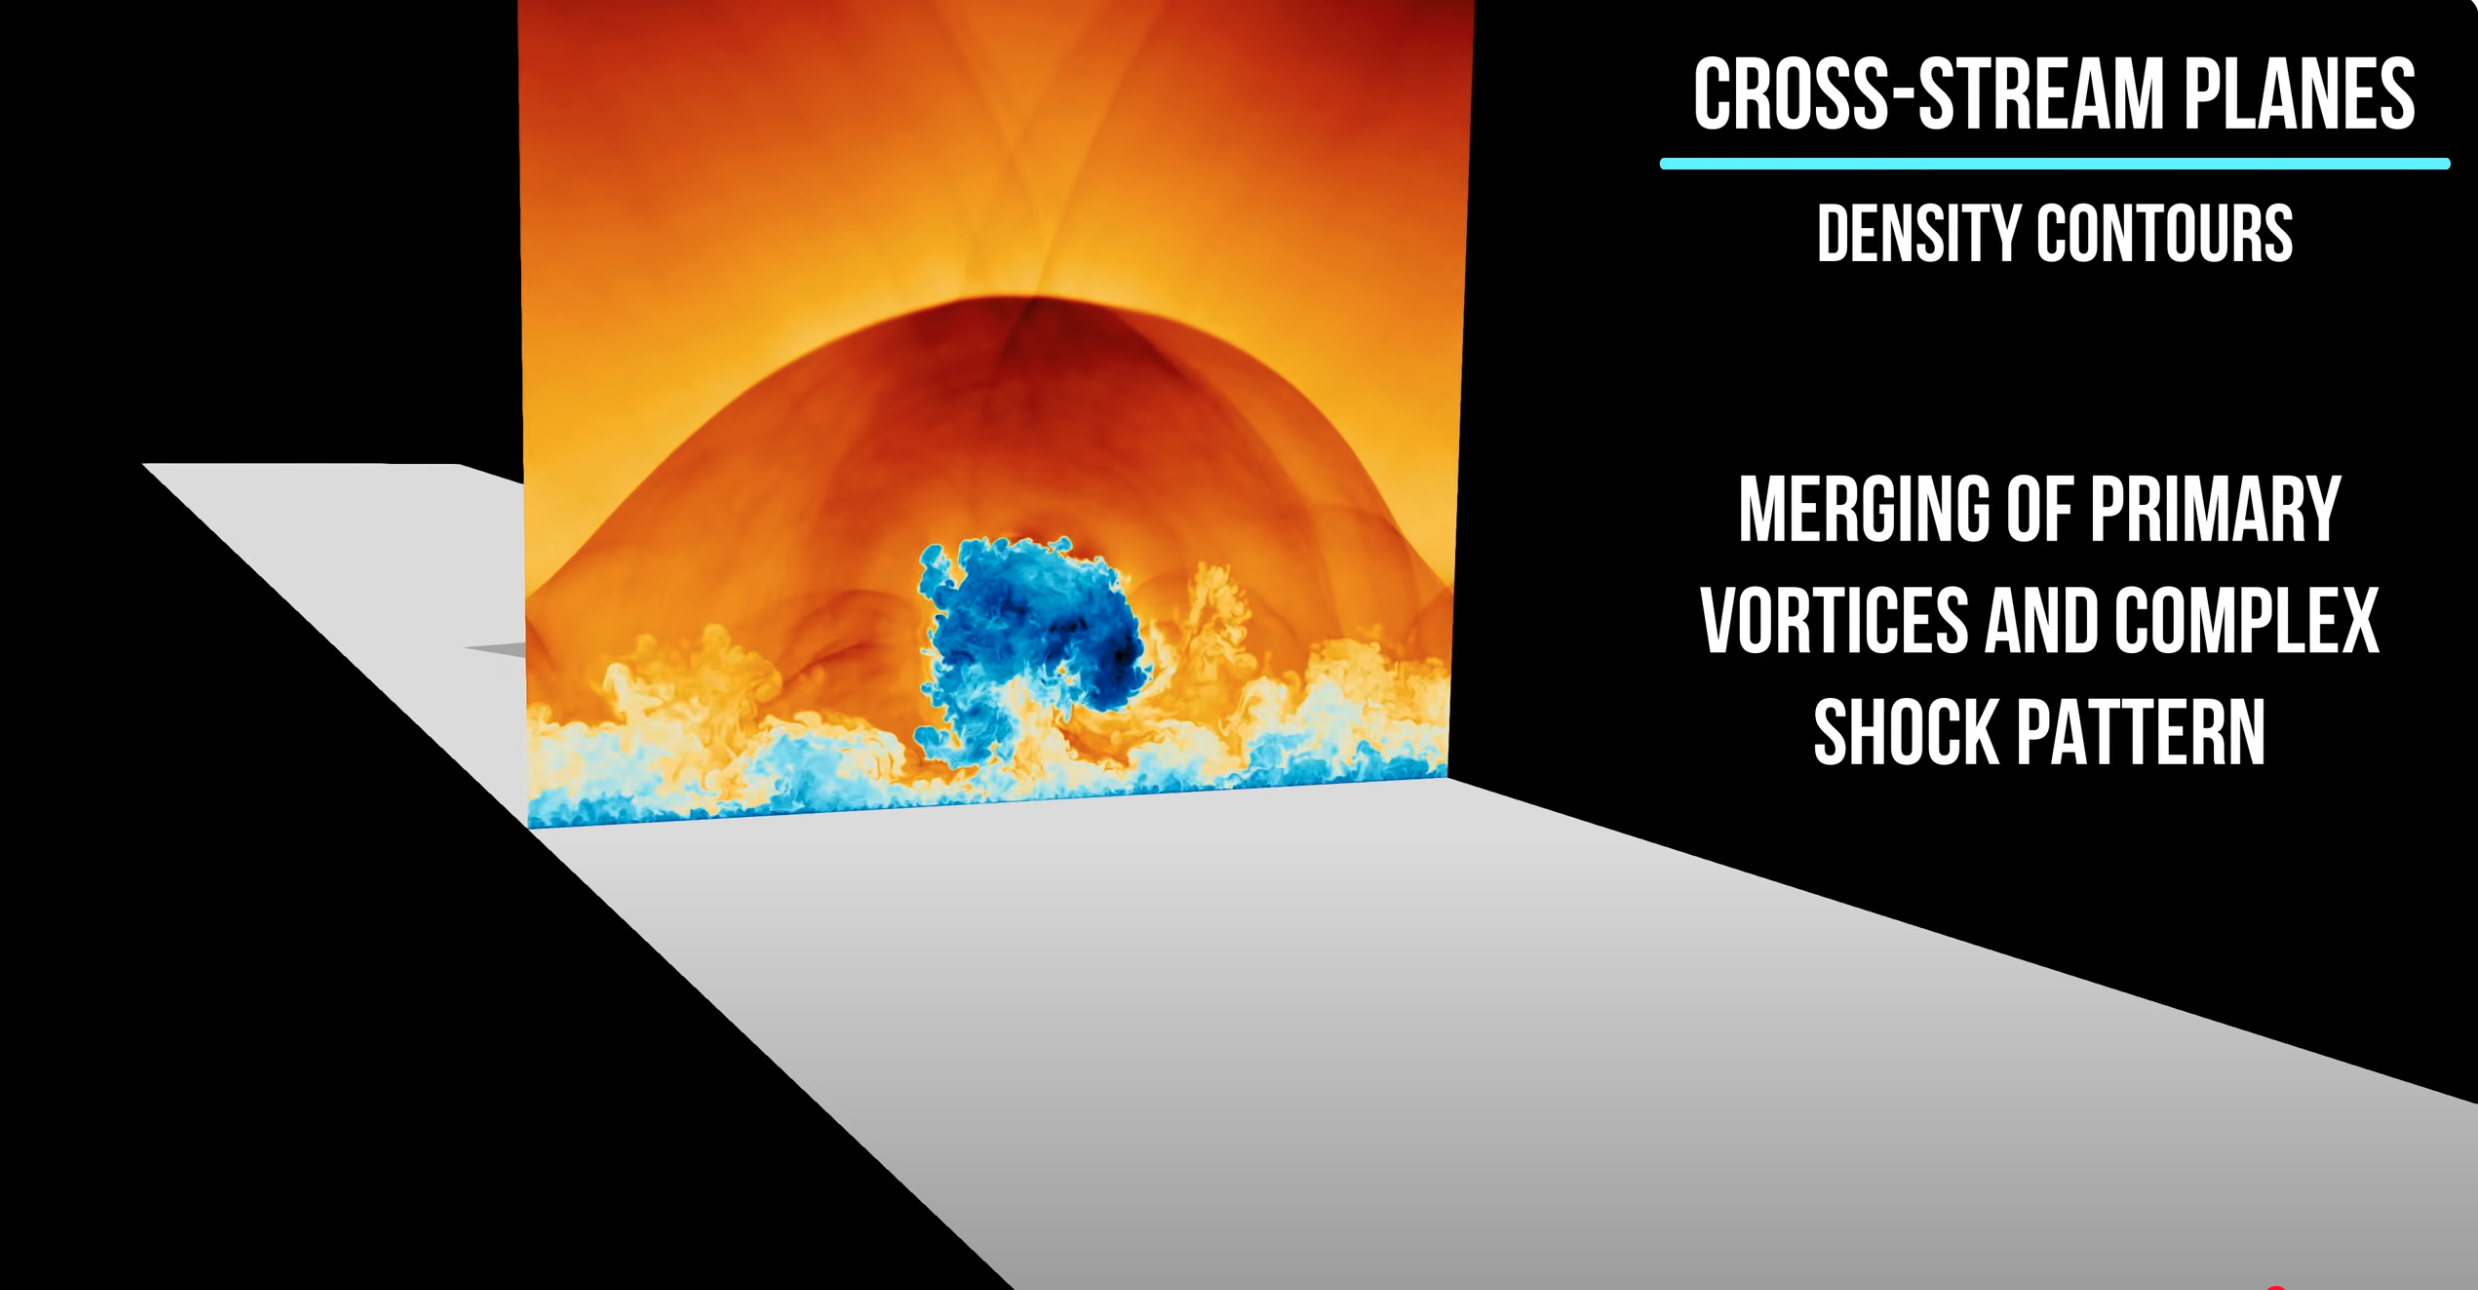 CROSS-STREAM PLANES
DENSITY CONTOURS
MERGING OF PRIMARY
VORTICES AND COMPLEX
SHOCK PATTERN